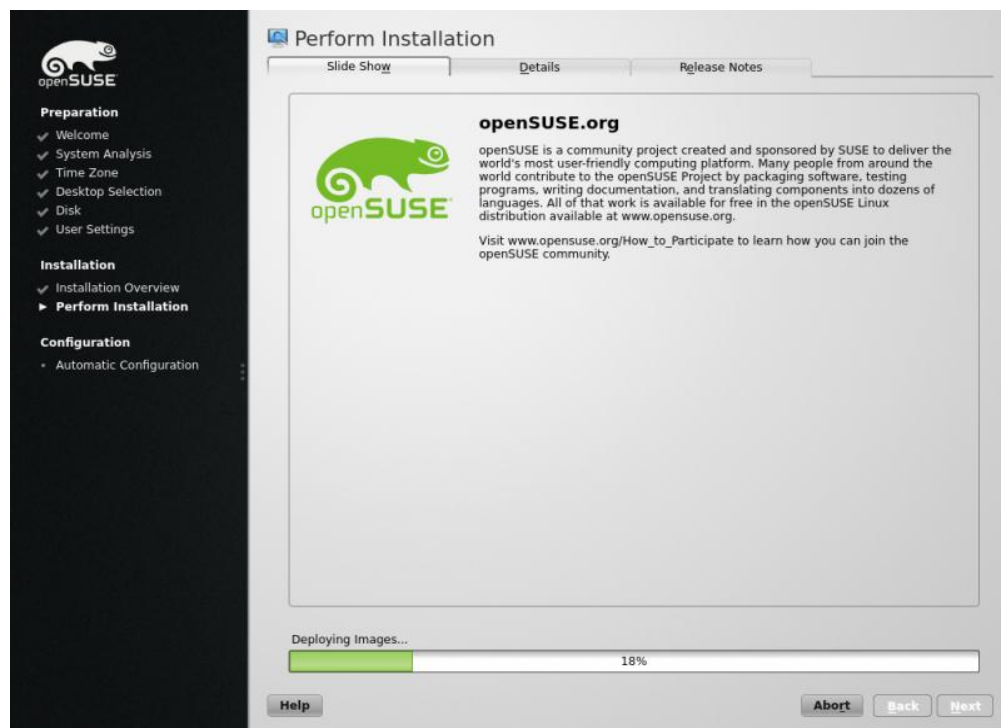 openSUSE
Preparation
Welcome
System Analysis
Time Zone
Desktop Selection
Disk
User Settings
Installation
Installation Overview
Perform Installation
Configuration
Automatic Configuration
Perform Installation
Slide Show
Details
Release Notes
openSUSE
openSUSE.org
openSUSE is a community project created and sponsored by SUSE to deliver the
world's most user-friendly computing platform. Many people from around the
world contribute to the openSUSE Project by packaging software, testing
programs, writing documentation, and translating components into dozens of
languages. All of that work is available for free in the openSUSE Linux
distribution available at www.opensuse.org.
Visit www.opensuse.org/How_to_Participate to learn how you can join the
openSUSE community.
Deploying Images...
18%
Help
Abort
Back
Next